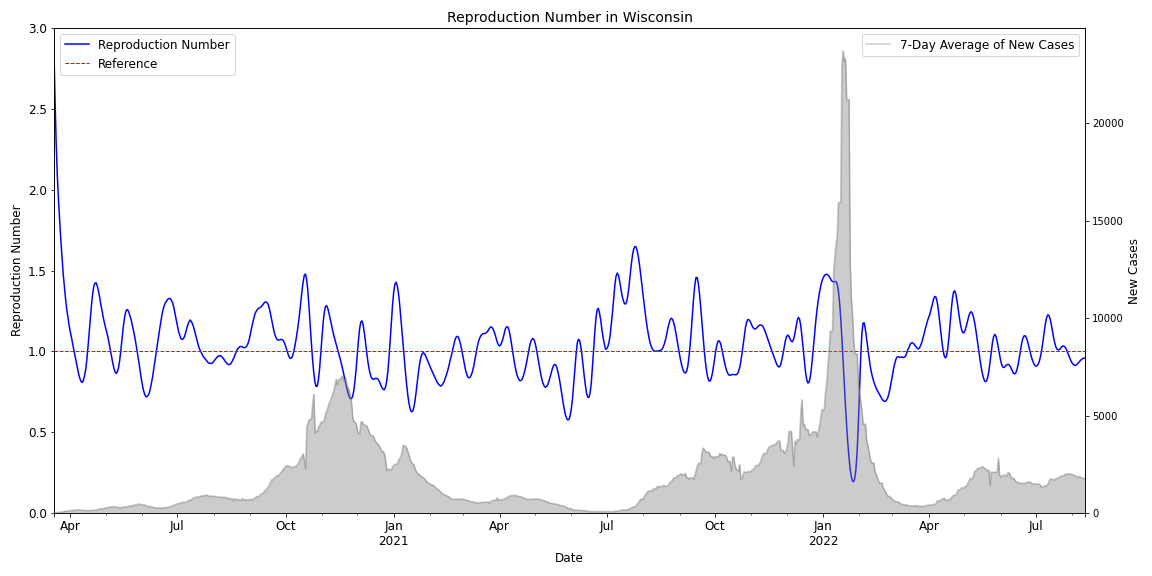 Reproduction Number in Wisconsin
Reproduction Number
Reference
7-Day Average of New Cases
3.0
2.5
2.0
1.5
1.0
0.5
0.0
Reproduction Number
20000
15000
10000
5000
0
New Cases
Apr Jul Oct Jan Apr Jul Oct Jan Apr Jul
2021 2022
Date